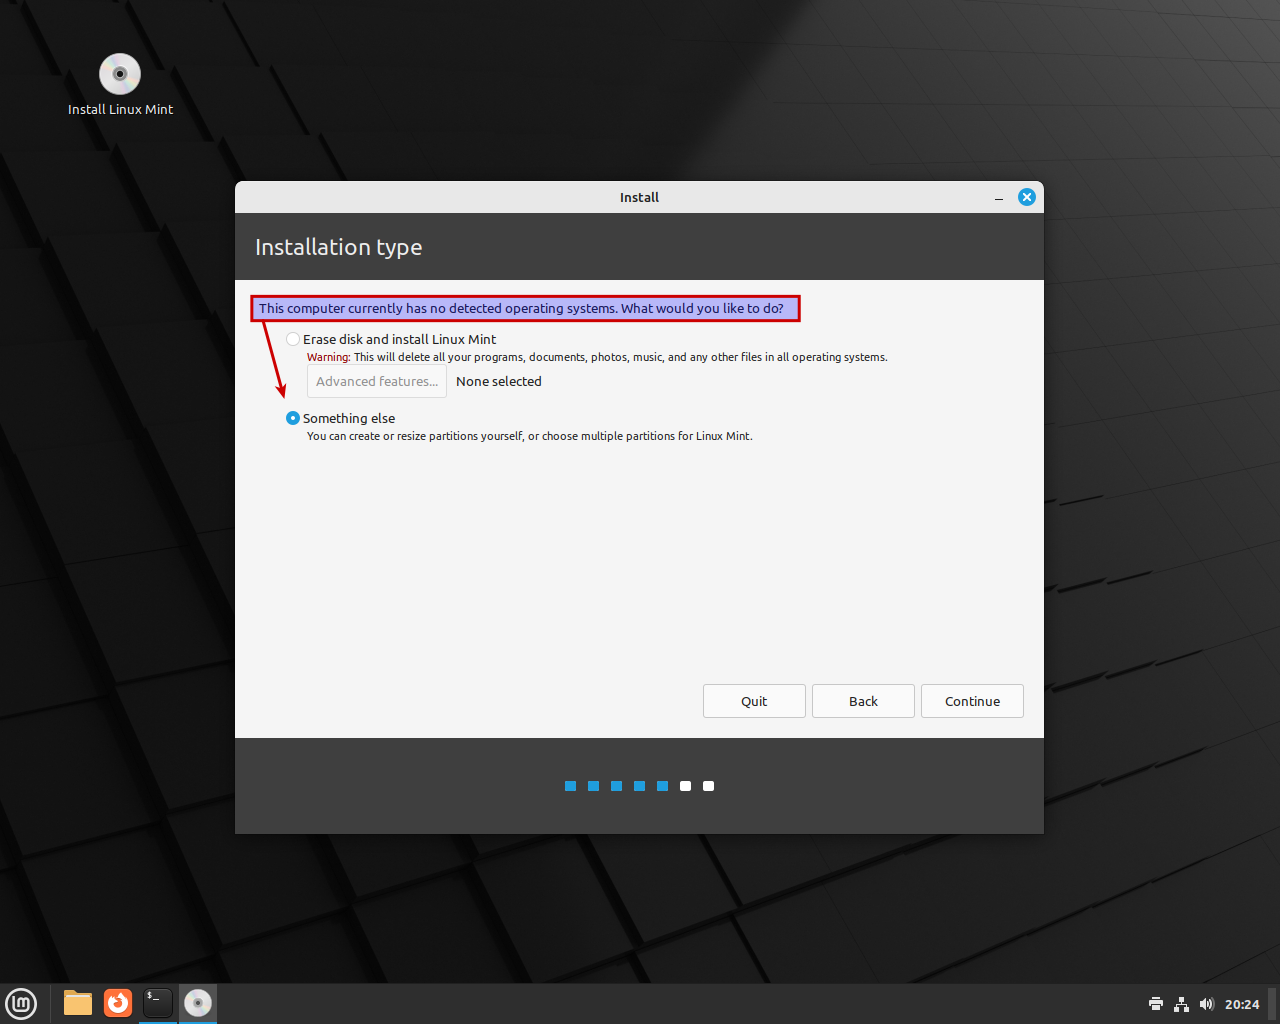 Install Linux Mint
Install
Installation type
This computer currently has no detected operating systems. What would you like to do?
Erase disk and install Linux Mint
Warning: This will delete all your programs, documents, photos, music, and any other files in all operating systems.
Advanced features... None selected
Something else
You can create or resize partitions yourself, or choose multiple partitions for Linux Mint.
Quit Back Continue
lm $_ 20:24